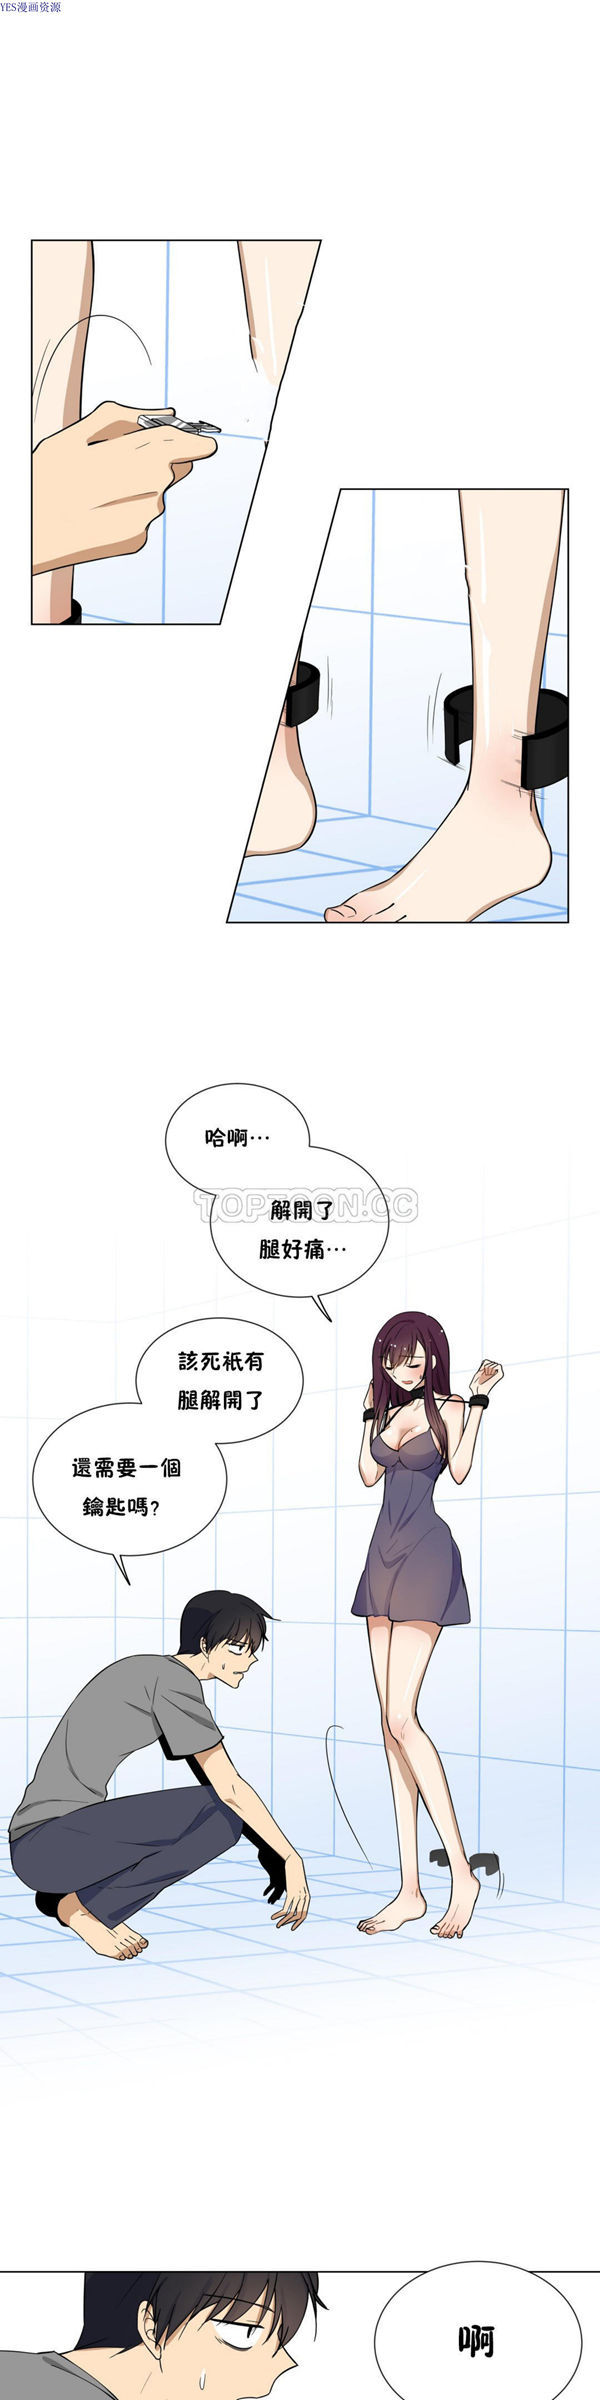 YES漫画资源
哈啊…
TOPTOON.CC
解開了
腿好痛…
該死祇有
腿解開了
還需要一個
鑰匙嗎?
啊